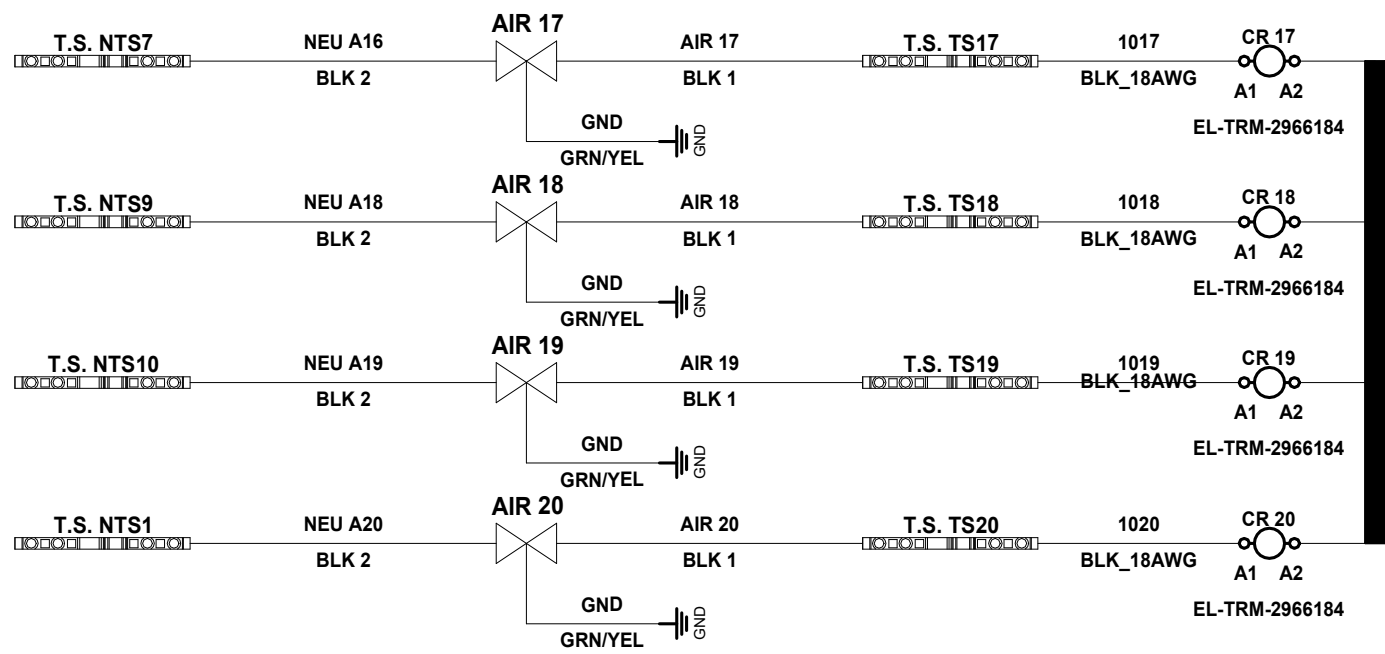 AIR 17
T.S. NTS7
NEU A16
AIR 17
T.S. TS17
1017
CR 17
BLK 2
BLK 1
BLK_18AWG
A1
A2
GND
GND
EL-TRM-2966184
GRN/YEL
AIR 18
T.S. NTS9
NEU A18
AIR 18
T.S. TS18
1018
CR 18
BLK 2
BLK 1
BLK_18AWG
A1
A2
GND
GND
EL-TRM-2966184
GRN/YEL
AIR 19
T.S. NTS10
NEU A19
AIR 19
T.S. TS19
1019
CR 19
BLK 2
BLK 1
BLK_18AWG
A1
A2
GND
GND
EL-TRM-2966184
GRN/YEL
AIR 20
T.S. NTS1
NEU A20
AIR 20
T.S. TS20
1020
CR 20
BLK 2
BLK 1
BLK_18AWG
A1
A2
GND
GND
EL-TRM-2966184
GRN/YEL